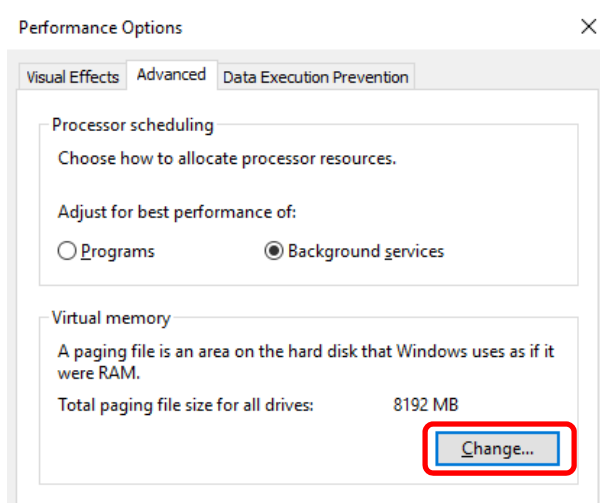 Performance Options
Visual Effects Advanced Data Execution Prevention
Processor scheduling
Choose how to allocate processor resources.
Adjust for best performance of:
Programs Background services
Virtual memory
A paging file is an area on the hard disk that Windows uses as if it
were RAM.
Total paging file size for all drives: 8192 MB
Change...